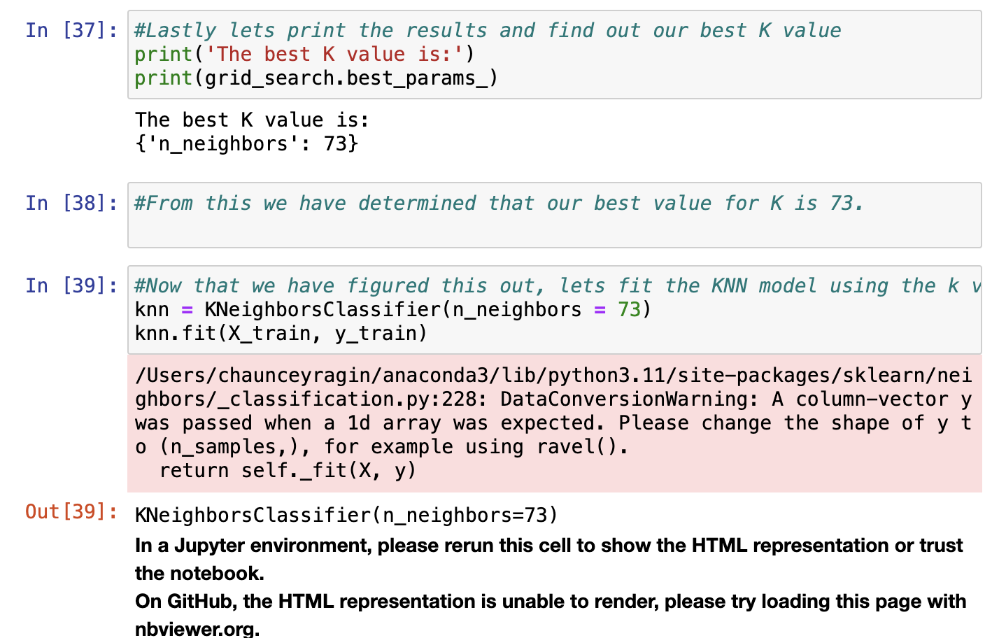 In [37]: #Lastly lets print the results and find out our best K value
print('The best K value is:')
print(grid_search.best_params_)
The best K value is:
{'n_neighbors': 73}
In [38]: #From this we have determined that our best value for K is 73.
In [39]: #Now that we have figured this out, lets fit the KNN model using the k v
knn = KNeighborsClassifier(n_neighbors = 73)
knn.fit(X_train, y_train)
/Users/chaunceyragin/anaconda3/lib/python3.11/site-packages/sklearn/nei
ghbors/_classification.py:228: DataConversionWarning: A column-vector y
was passed when a 1d array was expected. Please change the shape of y t
o (n_samples,), for example using ravel().
  return self._fit(X, y)
Out[39]: KNeighborsClassifier(n_neighbors=73)
In a Jupyter environment, please rerun this cell to show the HTML representation or trust
the notebook.
On GitHub, the HTML representation is unable to render, please try loading this page with
nbviewer.org.